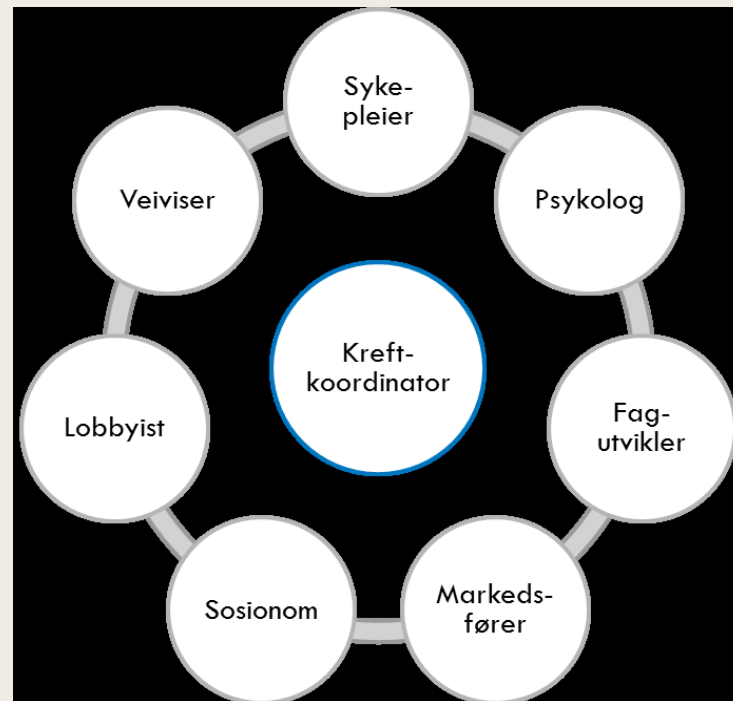 Syke-
pleier
Psykolog
Fag-
utvikler
Markeds-
fører
Sosionom
Lobbyist
Veiviser
Kreft-
koordinator